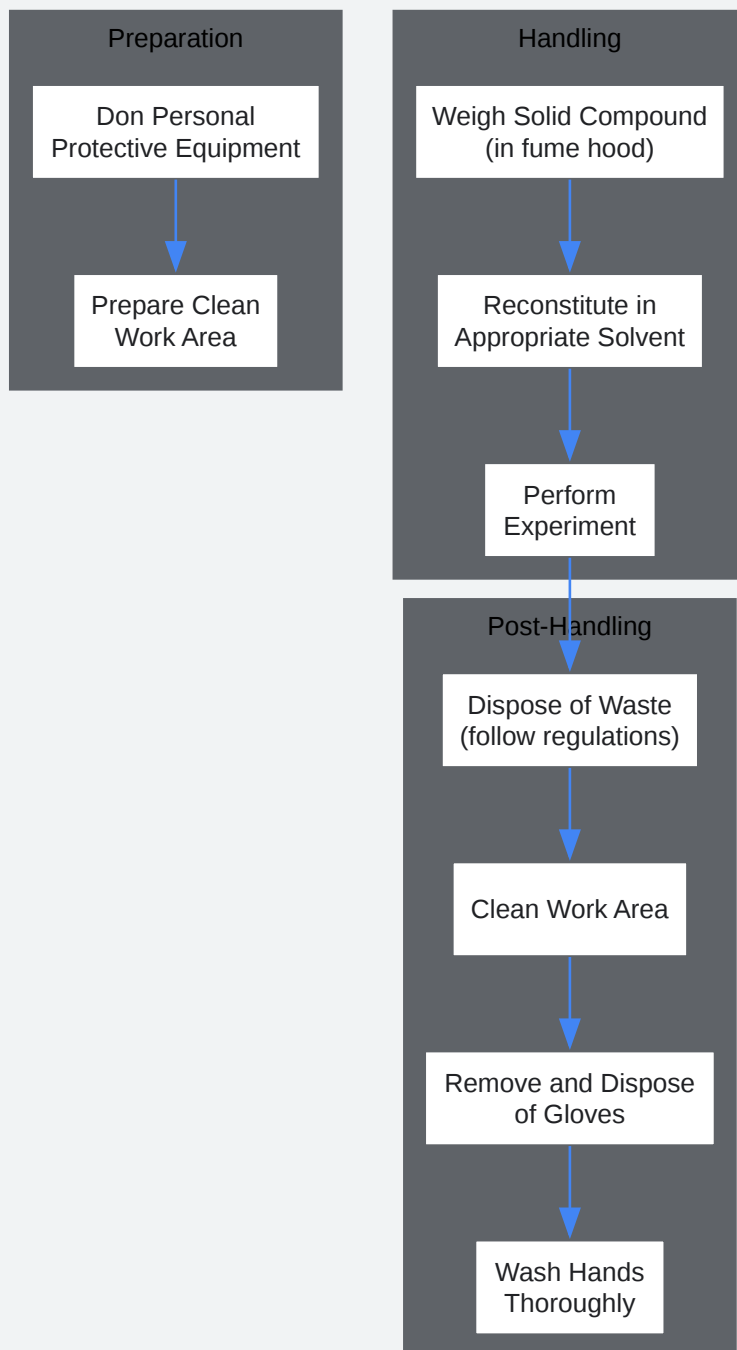 Preparation
Don Personal
Protective Equipment
Prepare Clean
Work Area
Handling
Weigh Solid Compound
(in fume hood)
Reconstitute in
Appropriate Solvent
Perform
Experiment
Post-Handling
Dispose of Waste
(follow regulations)
Clean Work Area
Remove and Dispose
of Gloves
Wash Hands
Thoroughly